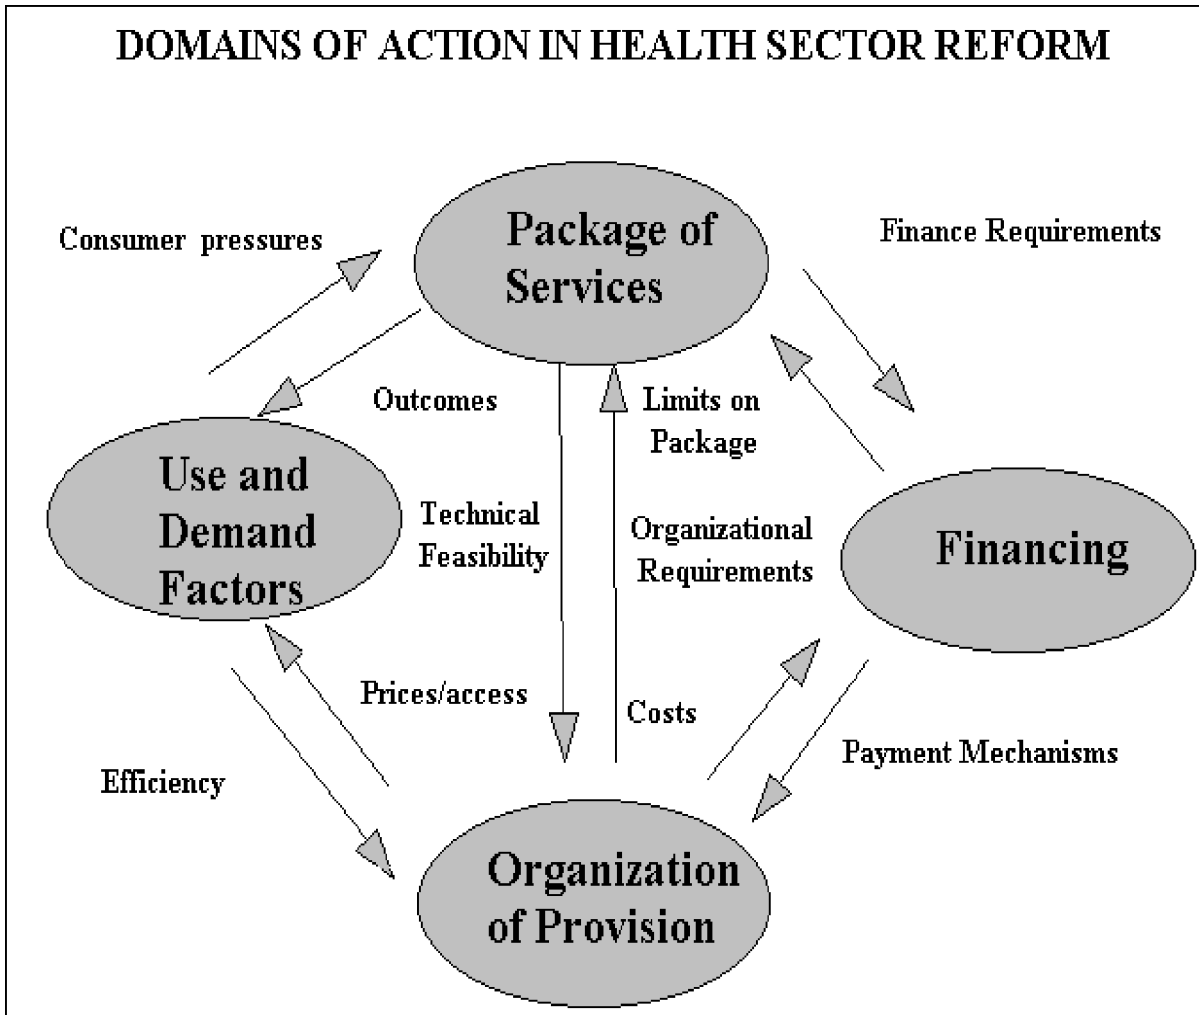 DOMAINS OF ACTION IN HEALTH SECTOR REFORM
Package of
Services
Consumer pressures
Finance Requirements
Outcomes
Limits on
Package
Use and
Demand
Factors
Technical
Feasibility
Organizational
Requirements
Financing
Prices/access
Costs
Efficiency
Payment Mechanisms
Organization
of Provision